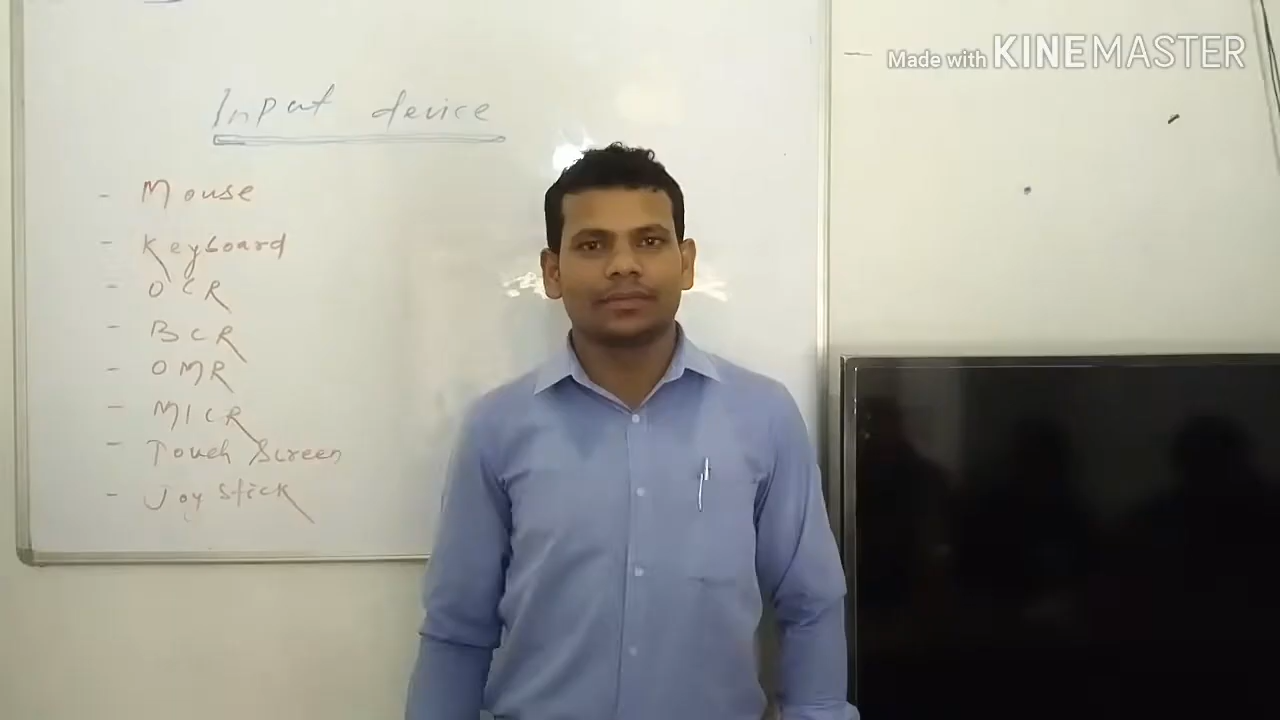 Made with KINEMASTER
Input device
- Mouse
- Keyboard
- OCR
- BCR
- OMR
- MICR
- Touch Screen
- Joy Stick